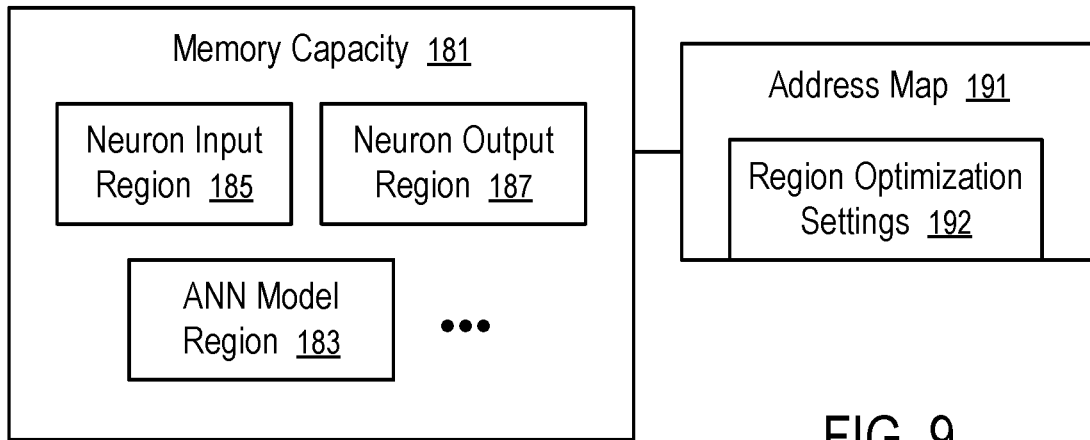 Memory Capacity 181
Neuron Input
Region 185
Neuron Output
Region 187
ANN Model
Region 183
•••
Address Map 191
Region Optimization
Settings 192
FIG. 9